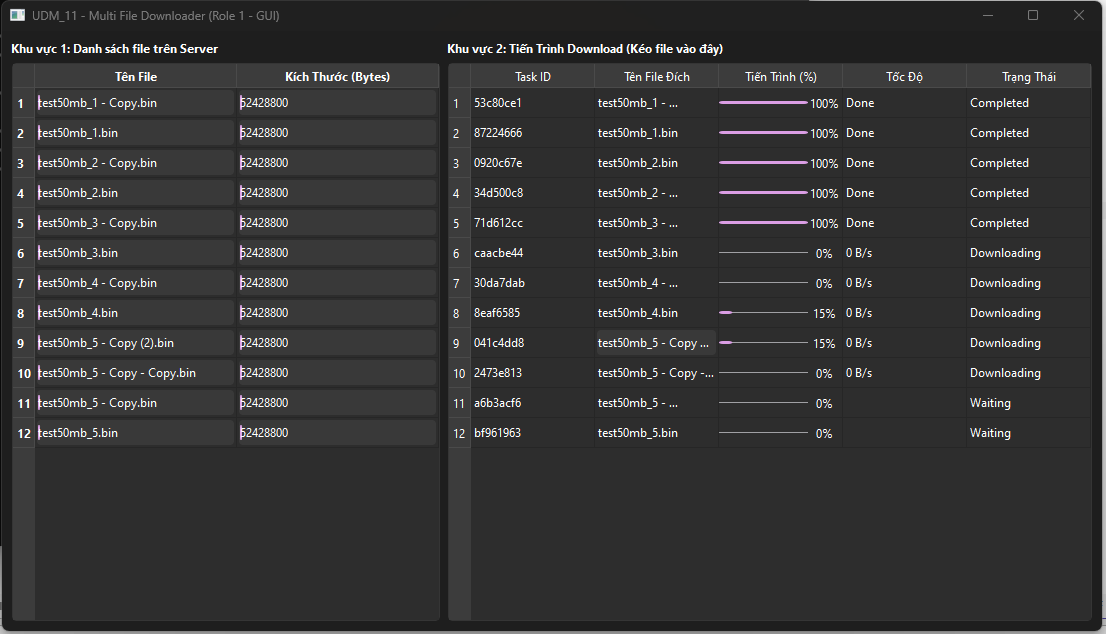 UDM_11 - Multi File Downloader (Role 1 - GUI)
Khu vực 1: Danh sách file trên Server
Tên File Kích Thước (Bytes)
1 test50mb_1 - Copy.bin 52428800
2 test50mb_1.bin 52428800
3 test50mb_2 - Copy.bin 52428800
4 test50mb_2.bin 52428800
5 test50mb_3 - Copy.bin 52428800
6 test50mb_3.bin 52428800
7 test50mb_4 - Copy.bin 52428800
8 test50mb_4.bin 52428800
9 test50mb_5 - Copy (2).bin 52428800
10 test50mb_5 - Copy - Copy.bin 52428800
11 test50mb_5 - Copy.bin 52428800
12 test50mb_5.bin 52428800
Khu vực 2: Tiến Trình Download (Kéo file vào đây)
Task ID Tên File Đích Tiến Trình (%) Tốc Độ Trạng Thái
1 53c80ce1 test50mb_1 - ... 100% Done Completed
2 87224666 test50mb_1.bin 100% Done Completed
3 0920c67e test50mb_2.bin 100% Done Completed
4 34d500c8 test50mb_2 - ... 100% Done Completed
5 71d612cc test50mb_3 - ... 100% Done Completed
6 caacbe44 test50mb_3.bin 0% 0 B/s Downloading
7 30da7dab test50mb_4 - ... 0% 0 B/s Downloading
8 8eaf6585 test50mb_4.bin 15% 0 B/s Downloading
9 041c4dd8 test50mb_5 - Copy ... 15% 0 B/s Downloading
10 2473e813 test50mb_5 - Copy -... 0% 0 B/s Downloading
11 a6b3acf6 test50mb_5 - ... 0% Waiting
12 bf961963 test50mb_5.bin 0% Waiting